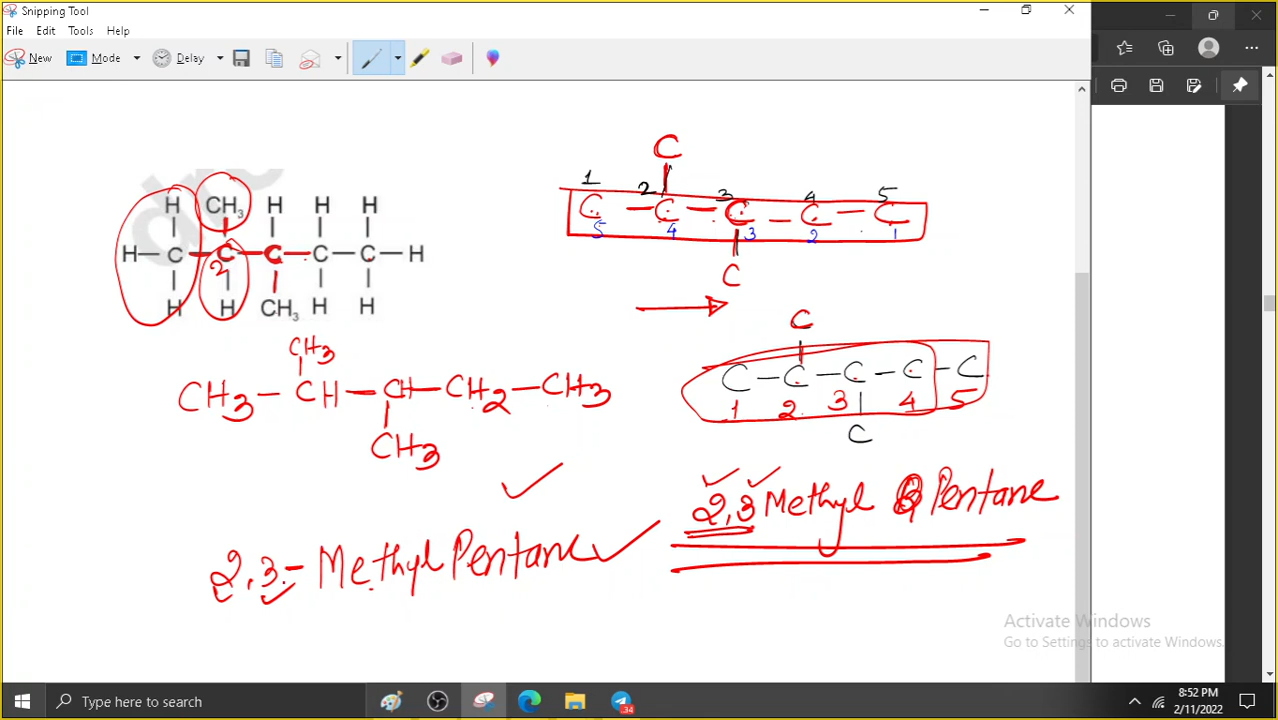 Snipping Tool
File Edit Tools Help
New Mode Delay
H CH3 H H H
H C C C C C H
H H CH3 H H
C
1 2 3 4 5
C - C - C - C - C
5 4 3 2 1
C
CH3
CH3 - CH - CH - CH2 - CH3
CH3
2
C
C - C - C - C - C
1 2 3 4 5
C
2,3 Methyl Pentane
2,3 - Methyl Pentane
Activate Windows
Go to Settings to activate Windows.
Type here to search
34
8:52 PM
2/11/2022